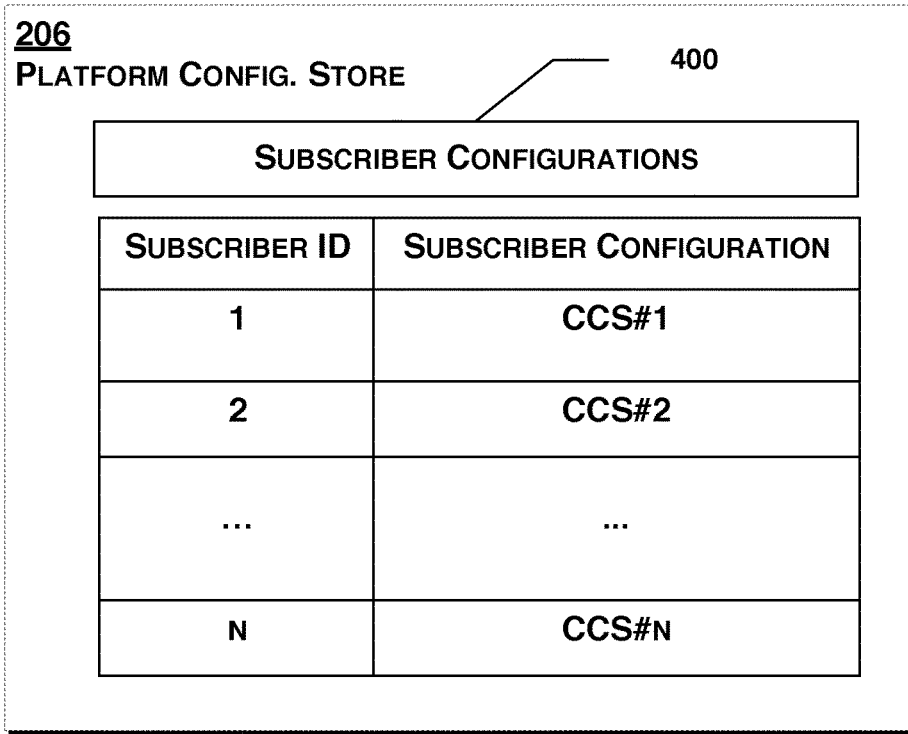 206
PLATFORM CONFIG. STORE
400
SUBSCRIBER CONFIGURATIONS
SUBSCRIBER ID SUBSCRIBER CONFIGURATION
1 CCS#1
2 CCS#2
... ...
N CCS#N